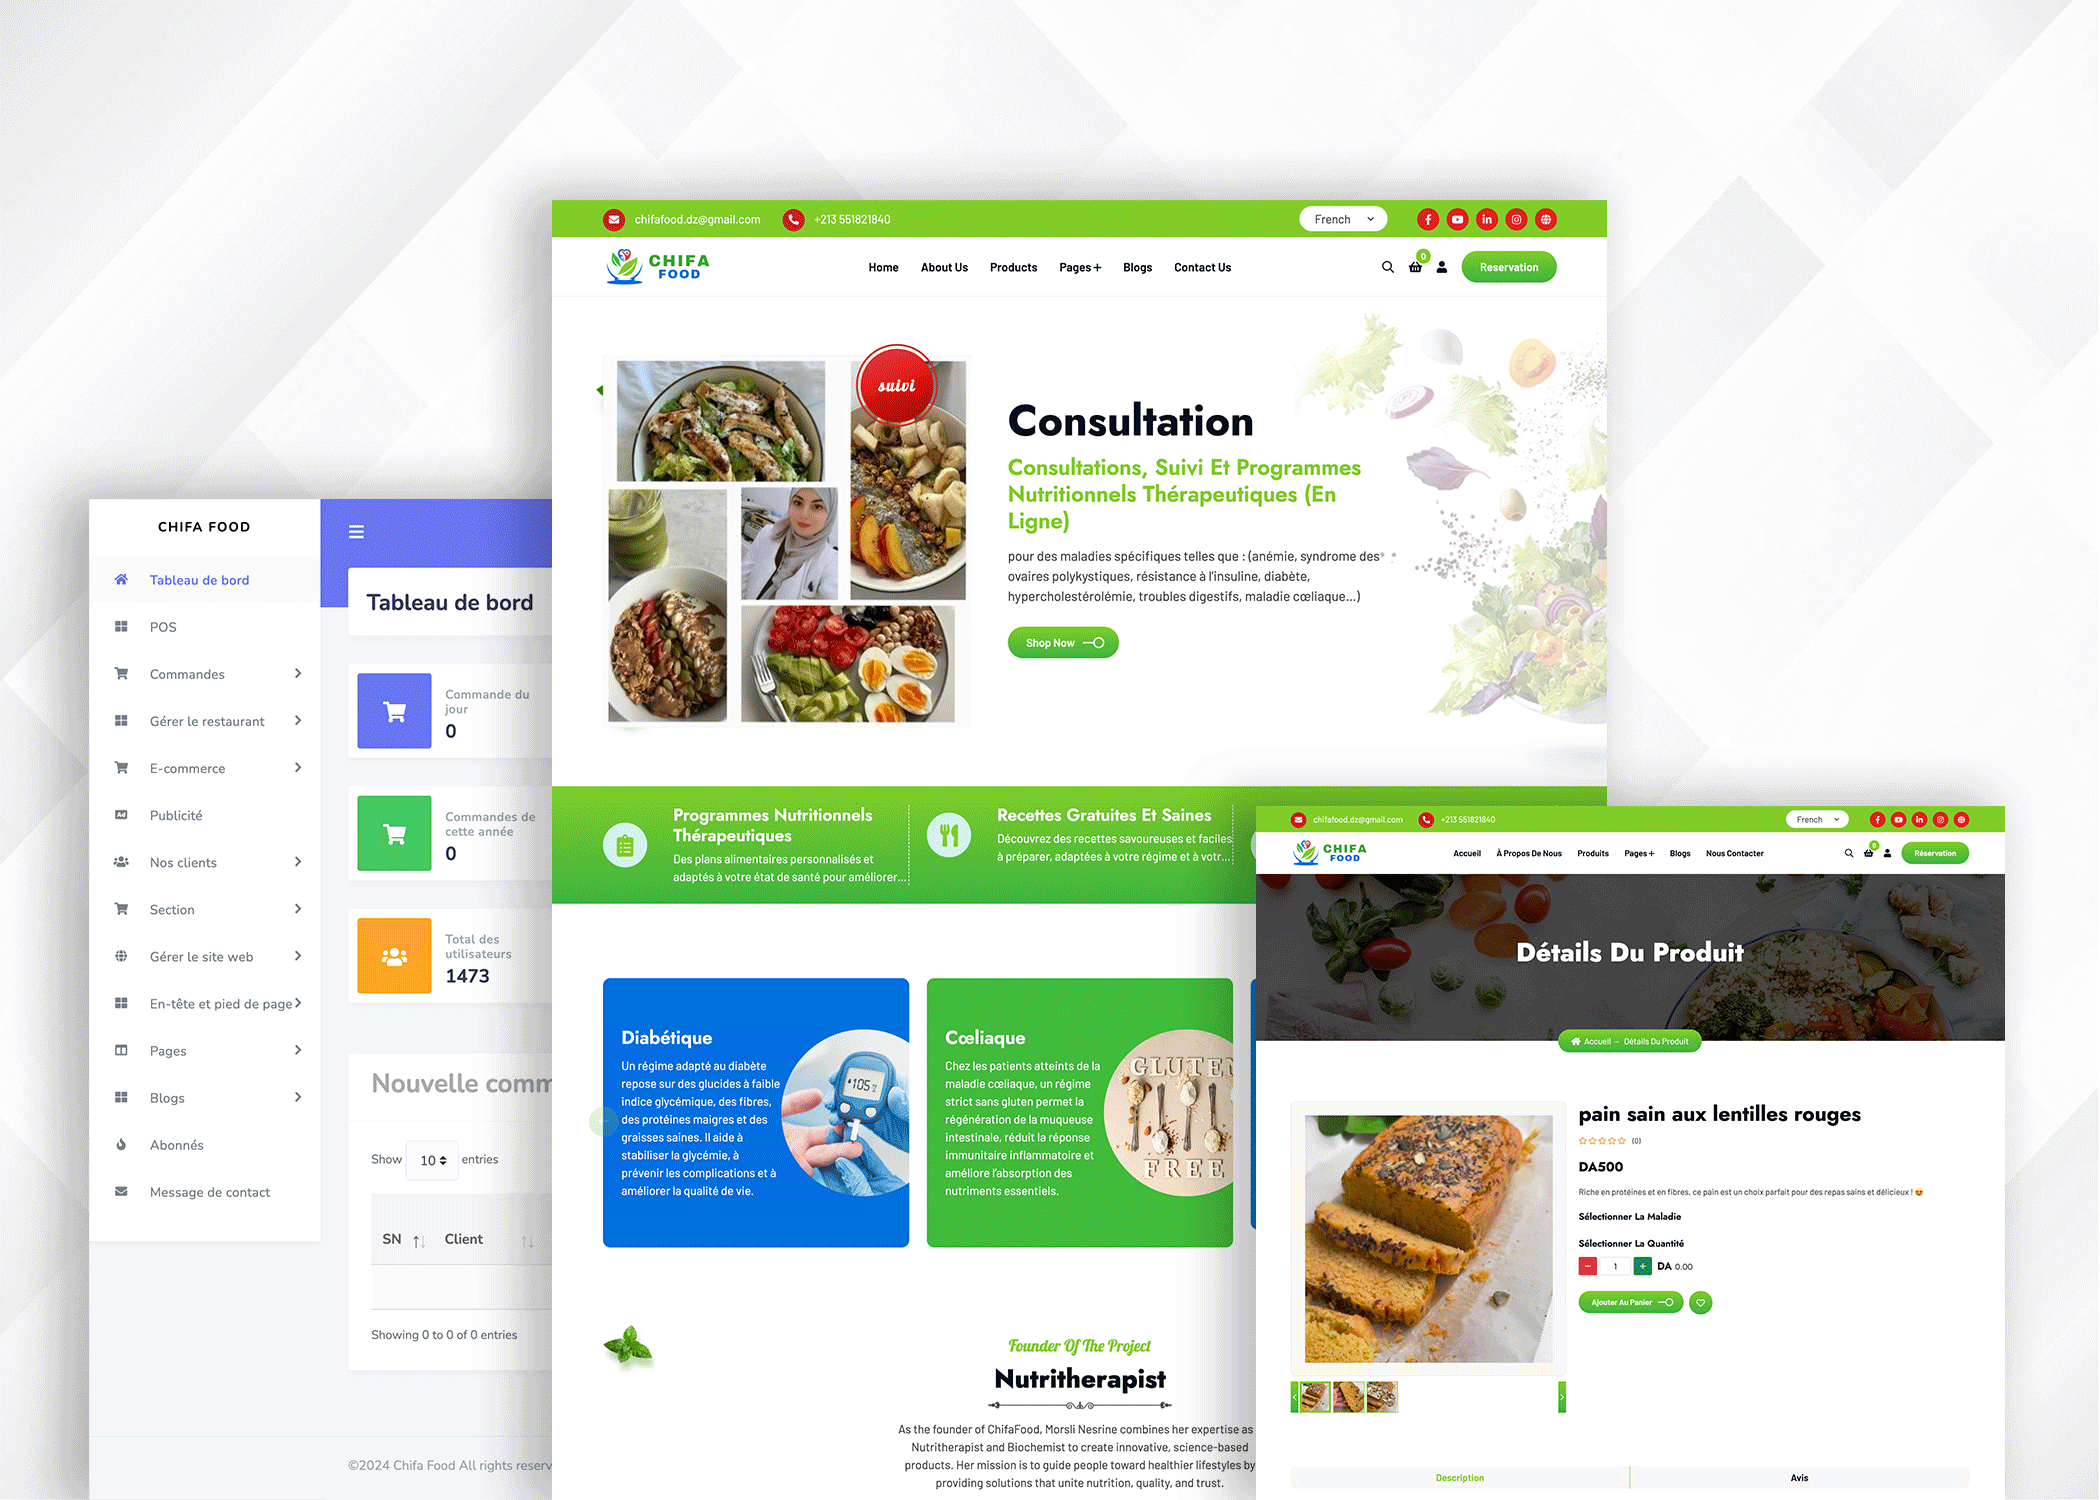 chifafood.dz@gmail.com
+213 551821840
French
CHIFA
FOOD
Home
About Us
Products
Pages +
Blogs
Contact Us
0
Reservation
suivi
Consultation
Consultations, Suivi Et Programmes
Nutritionnels Thérapeutiques (En
Ligne)
pour des maladies spécifiques telles que : (anémie, syndrome des
ovaires polykystiques, résistance à l'insuline, diabète,
hypercholestérolémie, troubles digestifs, maladie cœliaque...)
Shop Now
Programmes Nutritionnels
Thérapeutiques
Des plans alimentaires personnalisés et
adaptés à votre état de santé pour améliorer...
Recettes Gratuites Et Saines
Découvrez des recettes savoureuses et faciles
à préparer, adaptées à votre régime et à votr...
Diabétique
Un régime adapté au diabète
repose sur des glucides à faible
indice glycémique, des fibres,
des protéines maigres et des
graisses saines. Il aide à
stabiliser la glycémie, à
prévenir les complications et à
améliorer la qualité de vie.
105
Cœliaque
Chez les patients atteints de la
maladie cœliaque, un régime
strict sans gluten permet la
régénération de la muqueuse
intestinale, réduit la réponse
immunitaire inflammatoire et
améliore l'absorption des
nutriments essentiels.
GLUTEN
FREE
Founder Of The Project
Nutritherapist
As the founder of ChifaFood, Morsli Nesrine combines her expertise as
Nutritherapist and Biochemist to create innovative, science-based
products. Her mission is to guide people toward healthier lifestyles by
providing solutions that unite nutrition, quality, and trust.
CHIFA FOOD
Tableau de bord
POS
Commandes
Gérer le restaurant
E-commerce
Publicité
Nos clients
Section
Gérer le site web
En-tête et pied de page
Pages
Blogs
Abonnés
Message de contact
Tableau de bord
Commande du
jour
0
Commandes de
cette année
0
Total des
utilisateurs
1473
Nouvelle comm
Show 10 entries
SN
Client
Showing 0 to 0 of 0 entries
©2024 Chifa Food All rights reserv
chifafood.dz@gmail.com
+213 551821840
French
CHIFA
FOOD
Accueil
À Propos De Nous
Produits
Pages +
Blogs
Nous Contacter
0
Réservation
Détails Du Produit
Accueil – Détails Du Produit
pain sain aux lentilles rouges
(0)
DA500
Riche en protéines et en fibres, ce pain est un choix parfait pour des repas sains et délicieux ! 😍
Sélectionner La Maladie
Sélectionner La Quantité
− 1 + DA 0.00
Ajouter Au Panier
Description
Avis